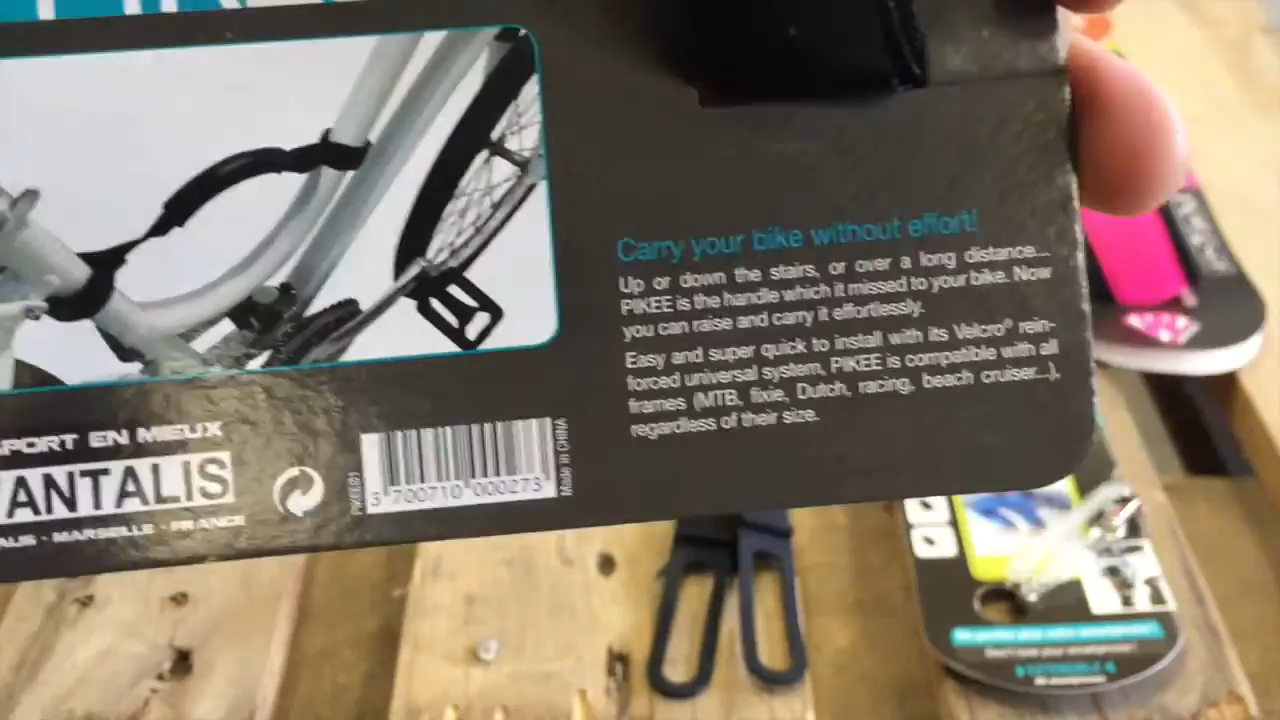 Carry your bike without effort!
Up or down the stairs, or over a long distance...
PIKEE is the handle which it missed to your bike. Now
you can raise and carry it effortlessly.
Easy and super quick to install with its Velcro® rein-
forced universal system, PIKEE is compatible with all
frames (MTB, fixie, Dutch, racing, beach cruiser...),
regardless of their size.
PORT EN MIEUX
VANTALIS
MARSEILLE - FRANCE
PIKEE01
3 700710 000273
Made in CHINA